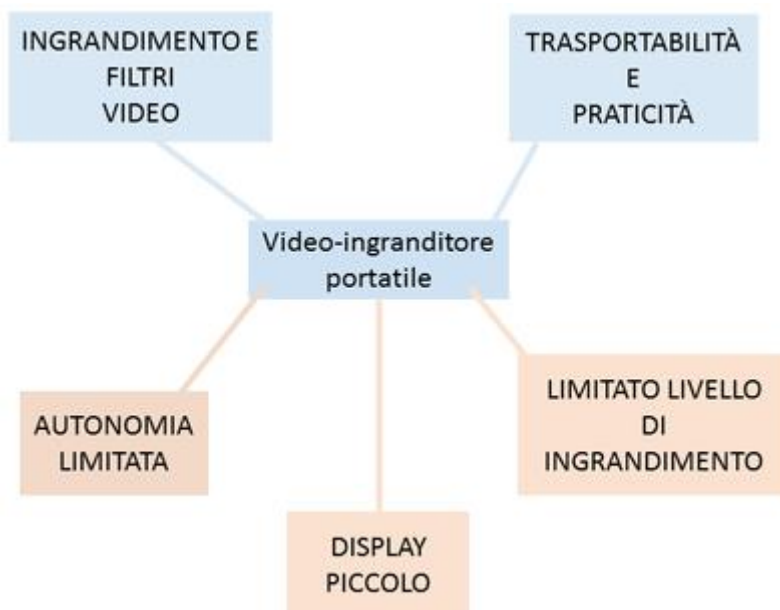 INGRANDIMENTO E
FILTRI
VIDEO
TRASPORTABILITÀ
E
PRATICITÀ
Video-ingranditore
portatile
AUTONOMIA
LIMITATA
LIMITATO LIVELLO
DI
INGRANDIMENTO
DISPLAY
PICCOLO